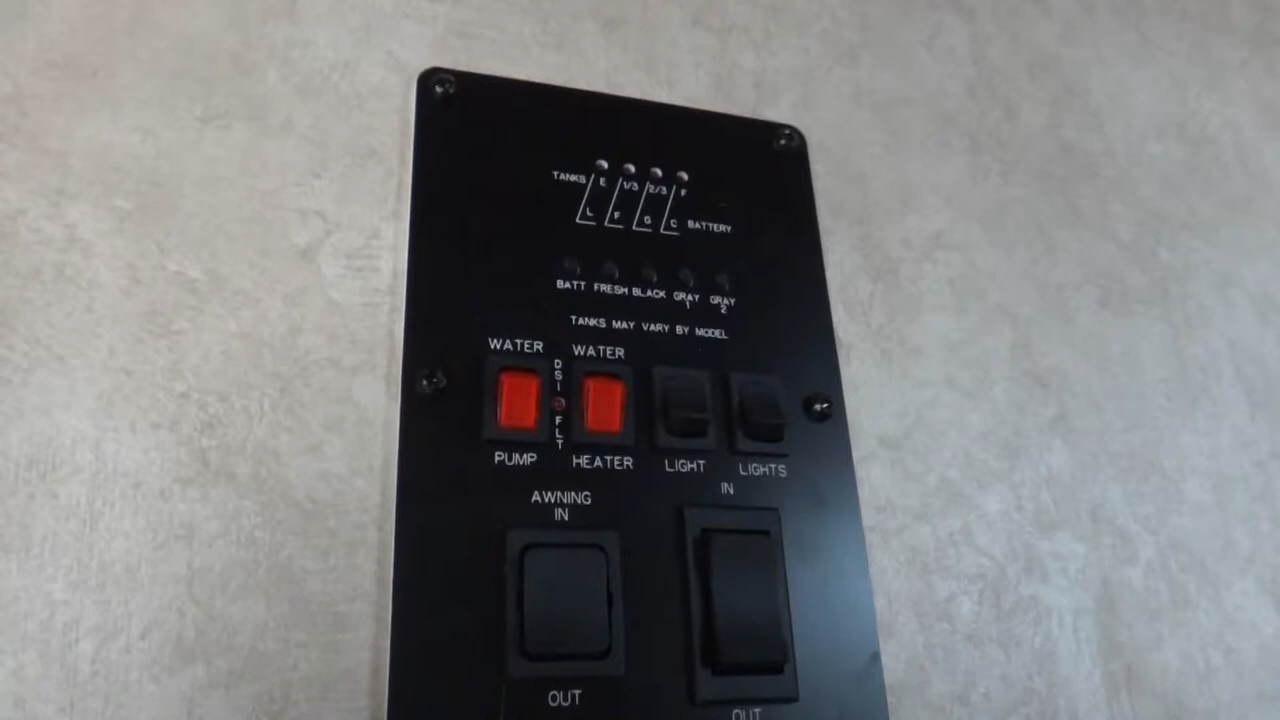 TANKS E 1/3 2/3 F
L F G C BATTERY
BATT FRESH BLACK GRAY 1 GRAY 2
TANKS MAY VARY BY MODEL
WATER
PUMP
DSI
FLT
WATER
HEATER
LIGHT
LIGHTS
AWNING
IN
OUT
IN
OUT